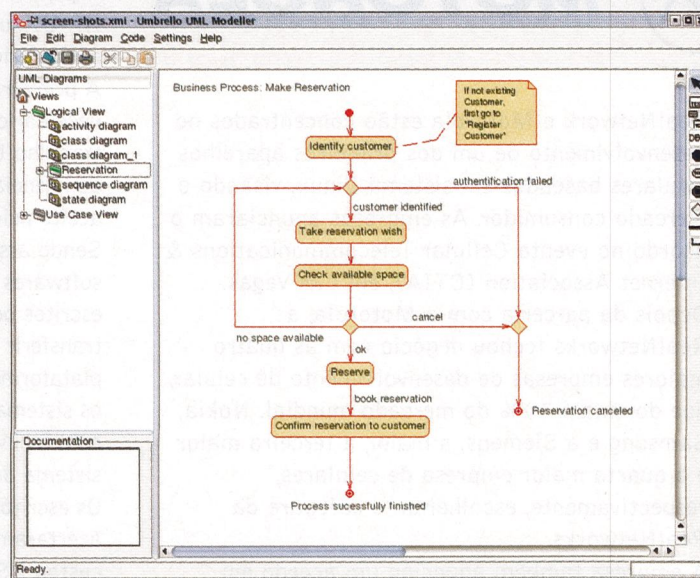 screen-shots.xmi - Umbrello UML Modeller
File Edit Diagram Code Settings Help
UML Diagrams
Views
Logical View
activity diagram
class diagram
class diagram_1
Reservation
sequence diagram
state diagram
Use Case View
Documentation
Business Process: Make Reservation
If not existing
Customer,
first go to
"Register
Customer"
Identify customer
authentification failed
customer identified
Take reservation wish
Check available space
cancel
no space available
ok
Reserve
book reservation
Reservation canceled
Confirm reservation to customer
Process sucessfully finished
Ready.